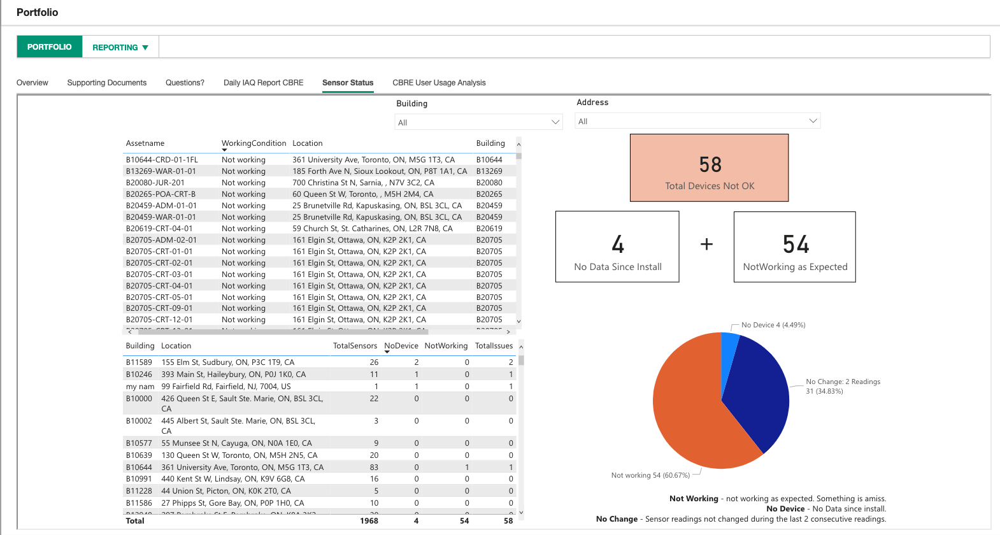 Portfolio
PORTFOLIO REPORTING ▼
Overview Supporting Documents Questions? Daily IAQ Report CBRE Sensor Status CBRE User Usage Analysis
Building
All
Address
All
Assetname WorkingCondition Location Building
B10644-CRD-01-1FL Not working 361 University Ave, Toronto, ON, M5G 1T3, CA B10644
B13269-WAR-01-01 Not working 185 Forth Ave N, Sioux Lookout, ON, P8T 1A1, CA B13269
B20080-JUR-201 Not working 700 Christina St N, Sarnia, , N7V 3C2, CA B20080
B20265-POA-CRT-B Not working 60 Queen St W, Toronto, , M5H 2M4, CA B20265
B20459-ADM-01-01 Not working 25 Brunetville Rd, Kapuskasing, ON, BSL 3CL, CA B20459
B20459-WAR-01-01 Not working 25 Brunetville Rd, Kapuskasing, ON, BSL 3CL, CA B20459
B20619-CRT-04-01 Not working 59 Church St, St. Catharines, ON, L2R 7N8, CA B20619
B20705-ADM-02-01 Not working 161 Elgin St, Ottawa, ON, K2P 2K1, CA B20705
B20705-CRT-01-01 Not working 161 Elgin St, Ottawa, ON, K2P 2K1, CA B20705
B20705-CRT-02-01 Not working 161 Elgin St, Ottawa, ON, K2P 2K1, CA B20705
B20705-CRT-03-01 Not working 161 Elgin St, Ottawa, ON, K2P 2K1, CA B20705
B20705-CRT-04-01 Not working 161 Elgin St, Ottawa, ON, K2P 2K1, CA B20705
B20705-CRT-05-01 Not working 161 Elgin St, Ottawa, ON, K2P 2K1, CA B20705
B20705-CRT-09-01 Not working 161 Elgin St, Ottawa, ON, K2P 2K1, CA B20705
B20705-CRT-12-01 Not working 161 Elgin St, Ottawa, ON, K2P 2K1, CA B20705
Building Location TotalSensors NoDevice NotWorking TotalIssues
B11589 155 Elm St, Sudbury, ON, P3C 1T9, CA 26 2 0 2
B10246 393 Main St, Haileybury, ON, P0J 1K0, CA 11 1 0 1
my nam 99 Fairfield Rd, Fairfield, NJ, 7004, US 1 1 0 1
B10000 426 Queen St E, Sault Ste. Marie, ON, BSL 3CL, 22 0 0 0
CA
B10002 445 Albert St, Sault Ste. Marie, ON, BSL 3CL, 3 0 0 0
CA
B10577 55 Munsee St N, Cayuga, ON, N0A 1E0, CA 9 0 0 0
B10639 130 Queen St W, Toronto, ON, M5H 2N5, CA 20 0 0 0
B10644 361 University Ave, Toronto, ON, M5G 1T3, CA 83 0 1 1
B10991 440 Kent St W, Lindsay, ON, K9V 6G8, CA 16 0 0 0
B11228 44 Union St, Picton, ON, K0K 2T0, CA 5 0 0 0
B11586 27 Phipps St, Gore Bay, ON, P0P 1H0, CA 10 0 0 0
Total 1968 4 54 58
58
Total Devices Not OK
4
No Data Since Install
+
54
NotWorking as Expected
No Device 4 (4.49%)
No Change: 2 Readings
31 (34.83%)
Not working 54 (60.67%)
Not Working - not working as expected. Something is amiss.
No Device - No Data since install.
No Change - Sensor readings not changed during the last 2 consecutive readings.